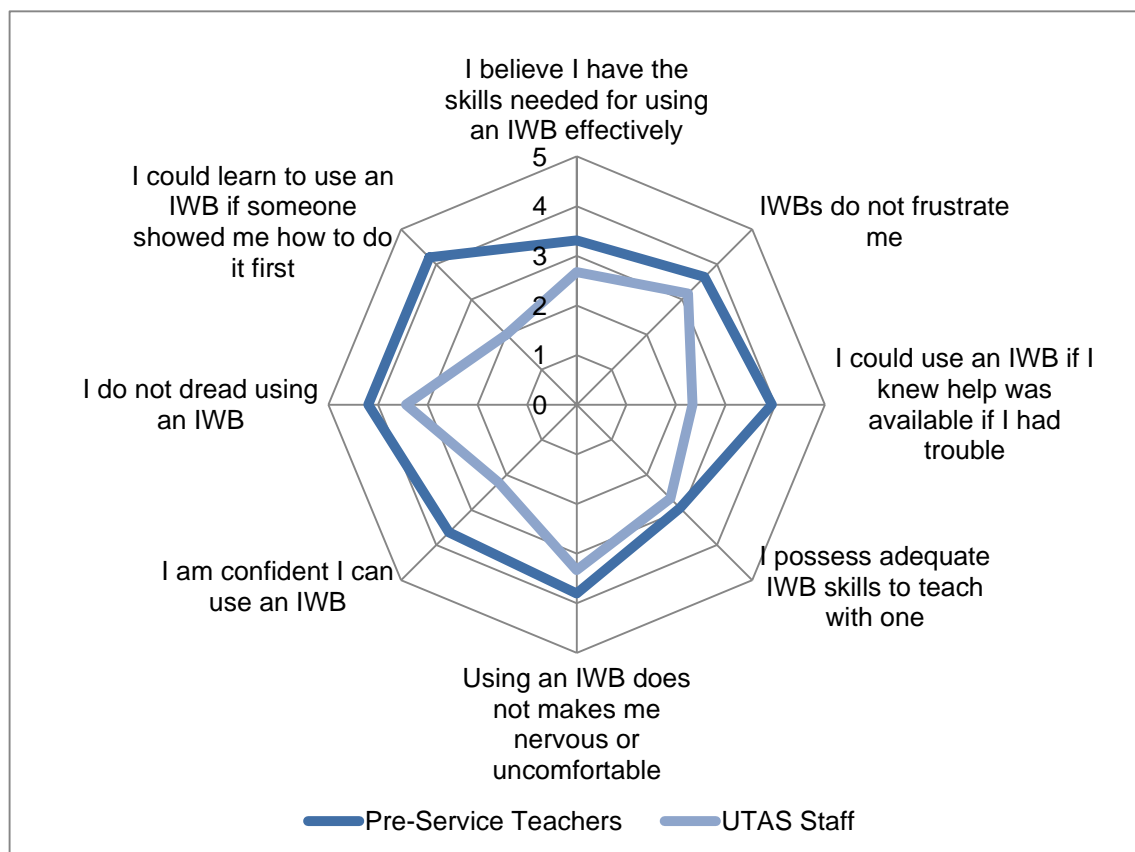 I believe I have the
skills needed for using
an IWB effectively
IWBs do not frustrate
me
I could use an IWB if I
knew help was
available if I had
trouble
I possess adequate
IWB skills to teach
with one
Using an IWB does
not makes me
nervous or
uncomfortable
I am confident I can
use an IWB
I do not dread using
an IWB
I could learn to use an
IWB if someone
showed me how to do
it first
5
4
3
2
1
0
Pre-Service Teachers
UTAS Staff